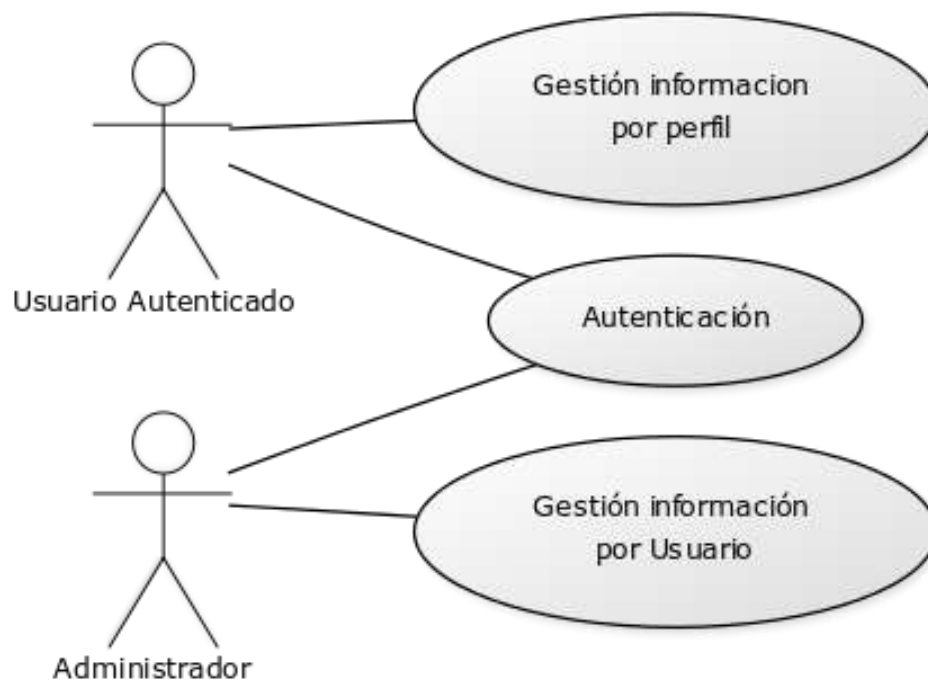 Gestión informacion
por perfil
Usuario Autenticado
Autenticación
Gestión información
por Usuario
Administrador